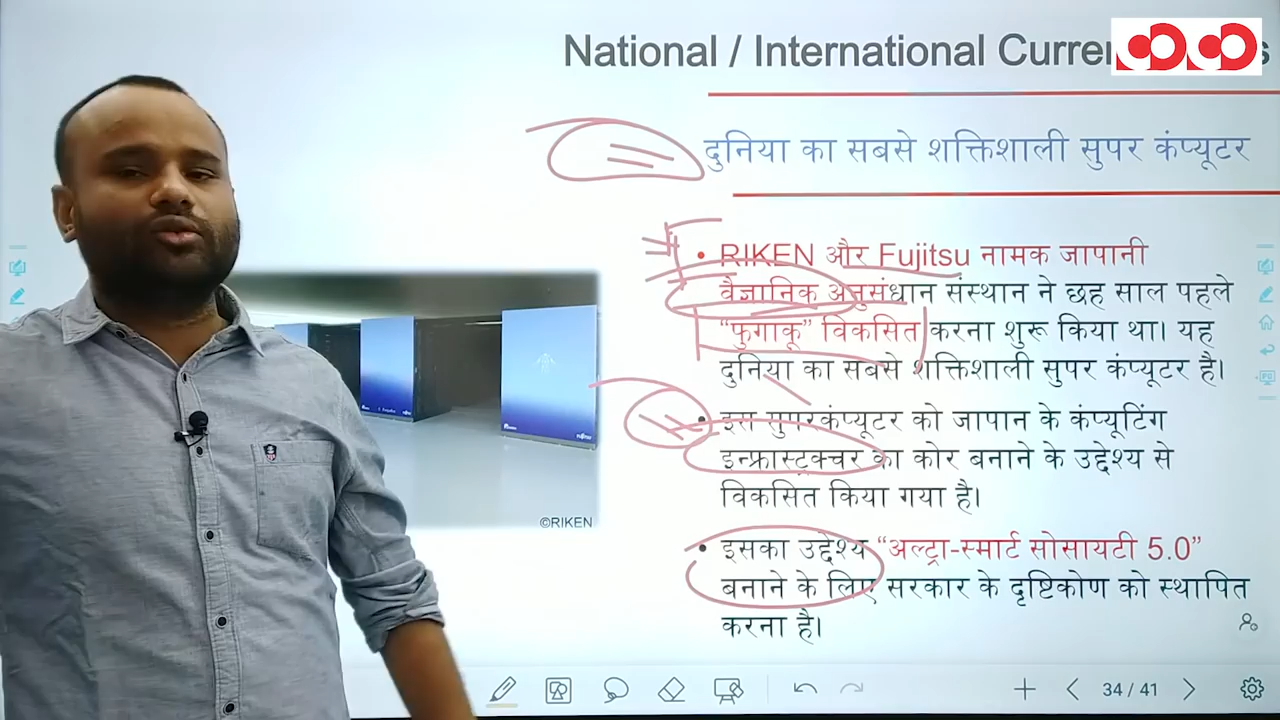 National / International Curre
दुनिया का सबसे शक्तिशाली सुपर कंप्यूटर
• RIKEN और Fujitsu नामक जापानी
वैज्ञानिक अनुसंधान संस्थान ने छह साल पहले
“फुगाकू” विकसित करना शुरू किया था। यह
दुनिया का सबसे शक्तिशाली सुपर कंप्यूटर है।
• इस सुपरकंप्यूटर को जापान के कंप्यूटिंग
इन्फ्रास्ट्रक्चर का कोर बनाने के उद्देश्य से
विकसित किया गया है।
©RIKEN
• इसका उद्देश्य “अल्ट्रा-स्मार्ट सोसायटी 5.0”
बनाने के लिए सरकार के दृष्टिकोण को स्थापित
करना है।
34 / 41